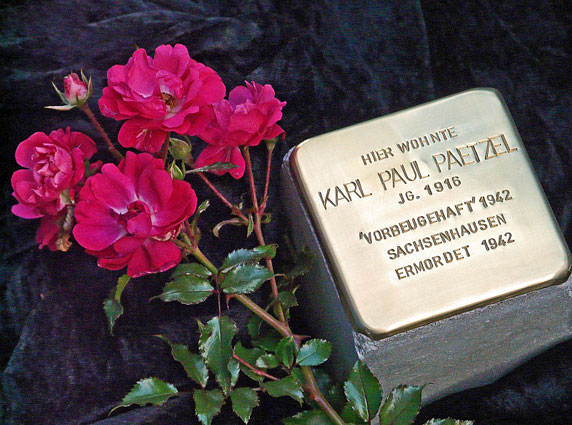 HIER WOHNTE
KARL PAUL PAETZEL
JG. 1916
'VORBEUGEHAFT' 1942
SACHSENHAUSEN
ERMORDET 1942